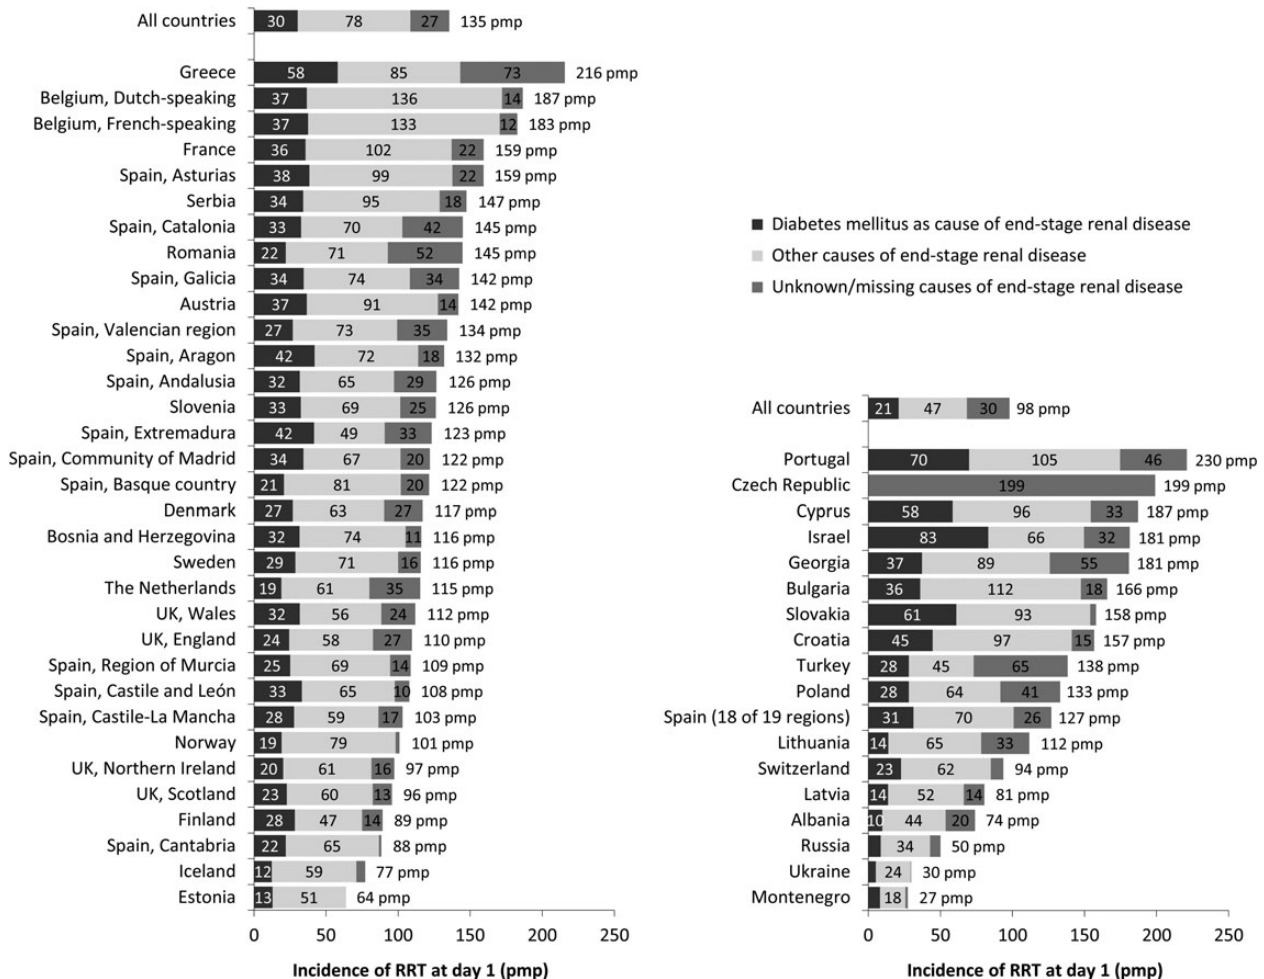 All countries 30 78 27 135 pmp
Greece 58 85 73 216 pmp
Belgium, Dutch-speaking 37 136 14 187 pmp
Belgium, French-speaking 37 133 12 183 pmp
France 36 102 22 159 pmp
Spain, Asturias 38 99 22 159 pmp
Serbia 34 95 18 147 pmp
Spain, Catalonia 33 70 42 145 pmp
Romania 22 71 52 145 pmp
Spain, Galicia 34 74 34 142 pmp
Austria 37 91 14 142 pmp
Spain, Valencian region 27 73 35 134 pmp
Spain, Aragon 42 72 18 132 pmp
Spain, Andalusia 32 65 29 126 pmp
Slovenia 33 69 25 126 pmp
Spain, Extremadura 42 49 33 123 pmp
Spain, Community of Madrid 34 67 20 122 pmp
Spain, Basque country 21 81 20 122 pmp
Denmark 27 63 27 117 pmp
Bosnia and Herzegovina 32 74 11 116 pmp
Sweden 29 71 16 116 pmp
The Netherlands 19 61 35 115 pmp
UK, Wales 32 56 24 112 pmp
UK, England 24 58 27 110 pmp
Spain, Region of Murcia 25 69 14 109 pmp
Spain, Castile and León 33 65 10 108 pmp
Spain, Castile-La Mancha 28 59 17 103 pmp
Norway 19 79 101 pmp
UK, Northern Ireland 20 61 16 97 pmp
UK, Scotland 23 60 13 96 pmp
Finland 28 47 14 89 pmp
Spain, Cantabria 22 65 88 pmp
Iceland 12 59 77 pmp
Estonia 13 51 64 pmp
0 50 100 150 200 250
Incidence of RRT at day 1 (pmp)
Diabetes mellitus as cause of end-stage renal disease
Other causes of end-stage renal disease
Unknown/missing causes of end-stage renal disease
All countries 21 47 30 98 pmp
Portugal 70 105 46 230 pmp
Czech Republic 199 199 pmp
Cyprus 58 96 33 187 pmp
Israel 83 66 32 181 pmp
Georgia 37 89 55 181 pmp
Bulgaria 36 112 18 166 pmp
Slovakia 61 93 158 pmp
Croatia 45 97 15 157 pmp
Turkey 28 45 65 138 pmp
Poland 28 64 41 133 pmp
Spain (18 of 19 regions) 31 70 26 127 pmp
Lithuania 14 65 33 112 pmp
Switzerland 23 62 94 pmp
Latvia 14 52 14 81 pmp
Albania 10 44 20 74 pmp
Russia 34 50 pmp
Ukraine 24 30 pmp
Montenegro 18 27 pmp
0 50 100 150 200 250
Incidence of RRT at day 1 (pmp)